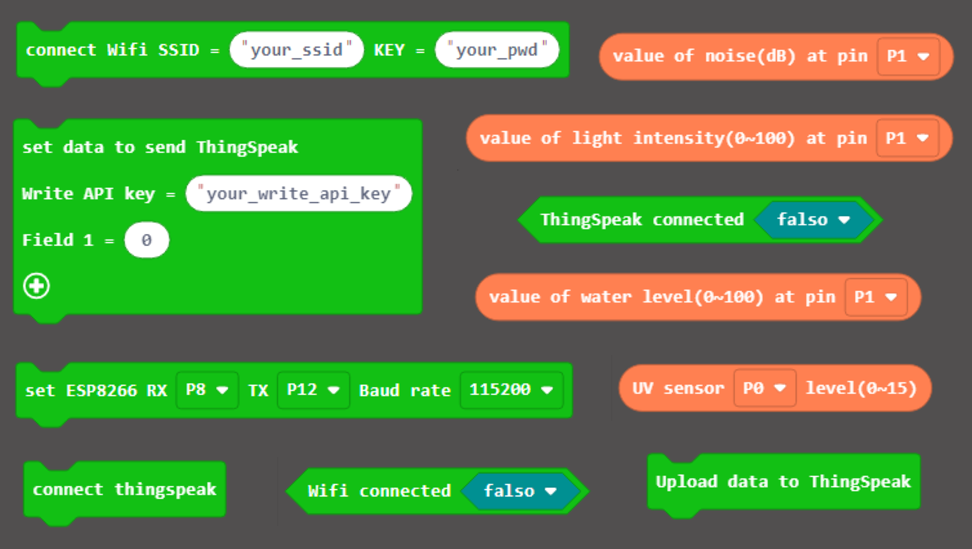 connect Wifi SSID = "your_ssid" KEY = "your_pwd"
value of noise(dB) at pin P1
set data to send ThingSpeak
Write API key = "your_write_api_key"
Field 1 = 0
value of light intensity(0~100) at pin P1
ThingSpeak connected falso
value of water level(0~100) at pin P1
set ESP8266 RX P8 TX P12 Baud rate 115200
UV sensor P0 level(0~15)
connect thingspeak
Wifi connected falso
Upload data to ThingSpeak